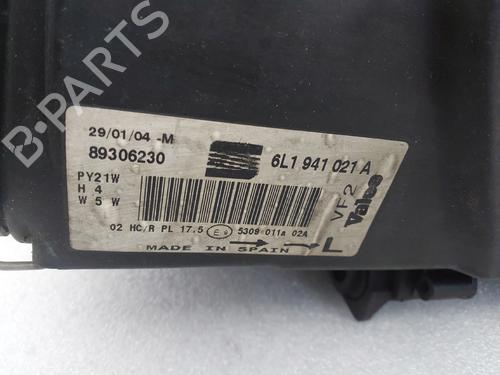 29/01/04 -M
89306230
6L1 941 021 A
PY21W
H 4
W 5 W
VF2
Valeo
02 HC/R PL 17.5 E9 5309 011a 02A
MADE IN SPAIN
L
B-PARTS